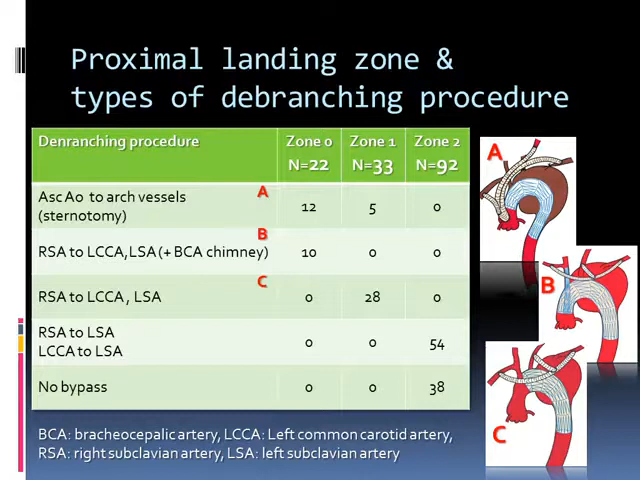 Proximal landing zone &
types of debranching procedure
Denranching procedure Zone 0 N=22 Zone 1 N=33 Zone 2 N=92
Asc Ao to arch vessels (sternotomy) A 12 5 0
RSA to LCCA,LSA (+ BCA chimney) B 10 0 0
RSA to LCCA , LSA C 0 28 0
RSA to LSA
LCCA to LSA 0 0 54
No bypass 0 0 38
A
B
C
BCA: bracheocepalic artery, LCCA: Left common carotid artery,
RSA: right subclavian artery, LSA: left subclavian artery